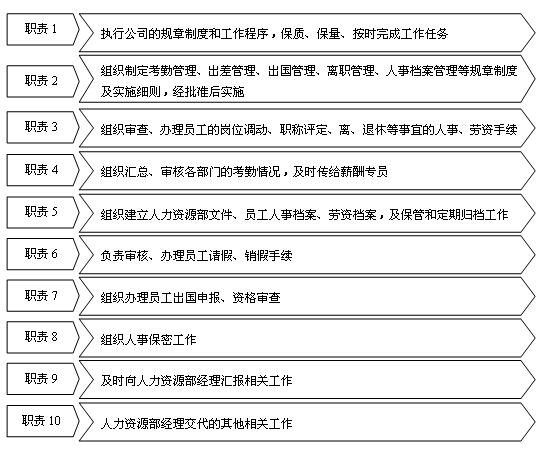 职责 1
执行公司的规章制度和工作程序，保质、保量、按时完成工作任务
职责 2
组织制定考勤管理、出差管理、出国管理、离职管理、人事档案管理等规章制度
及实施细则，经批准后实施
职责 3
组织审查、办理员工的岗位调动、职称评定、离、退休等事宜的人事、劳资手续
职责 4
组织汇总、审核各部门的考勤情况，及时传给薪酬专员
职责 5
组织建立人力资源部文件、员工人事档案、劳资档案，及保管和定期归档工作
职责 6
负责审核、办理员工请假、销假手续
职责 7
组织办理员工出国申报、资格审查
职责 8
组织人事保密工作
职责 9
及时向人力资源部经理汇报相关工作
职责 10
人力资源部经理交代的其他相关工作